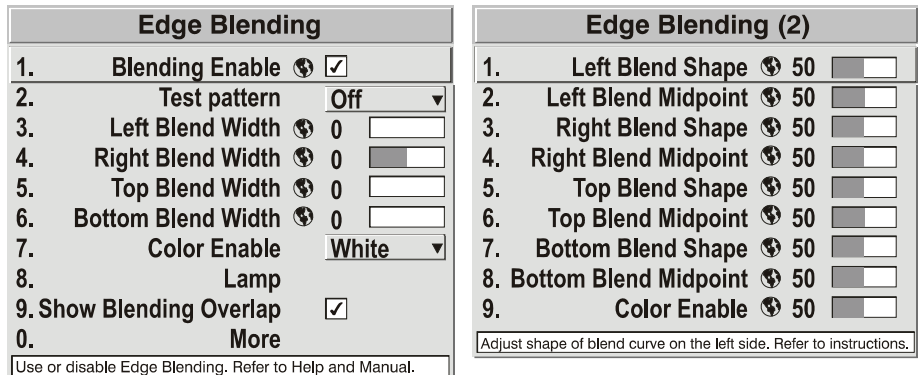 Edge Blending
1. Blending Enable ✓
2. Test pattern Off
3. Left Blend Width 0
4. Right Blend Width 0
5. Top Blend Width 0
6. Bottom Blend Width 0
7. Color Enable White
8. Lamp
9. Show Blending Overlap ✓
0. More
Use or disable Edge Blending. Refer to Help and Manual.
Edge Blending (2)
1. Left Blend Shape 50
2. Left Blend Midpoint 50
3. Right Blend Shape 50
4. Right Blend Midpoint 50
5. Top Blend Shape 50
6. Top Blend Midpoint 50
7. Bottom Blend Shape 50
8. Bottom Blend Midpoint 50
9. Color Enable 50
Adjust shape of blend curve on the left side. Refer to instructions.